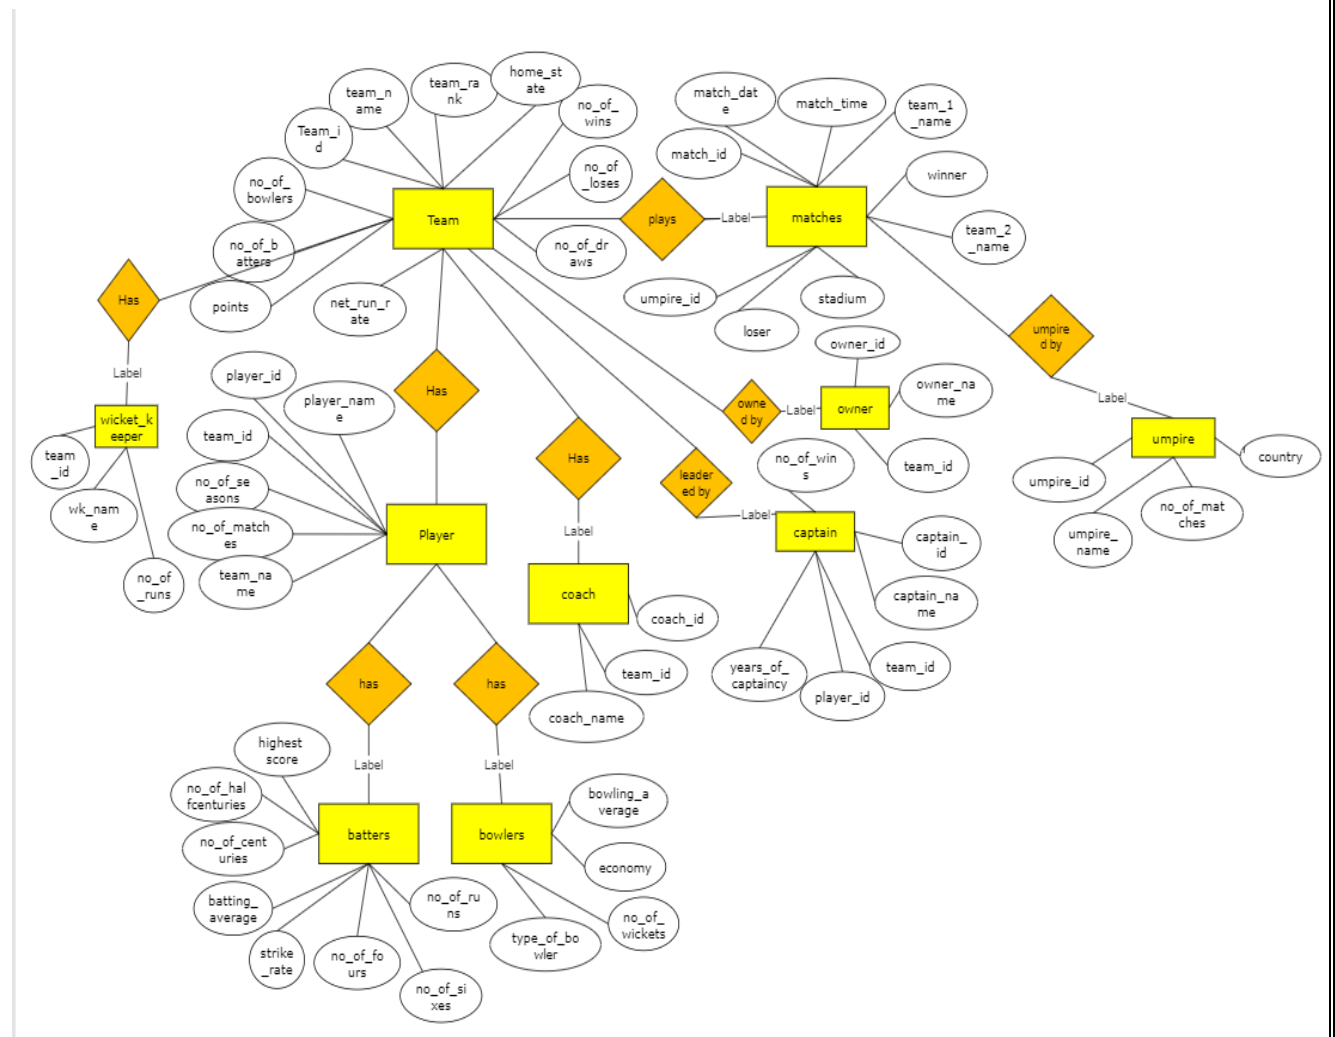 home_st
ate
team_ra
nk
team_n
ame
no_of_
wins
Team_i
d
no_of
_loses
no_of_
bowlers
Team
no_of_b
atters
no_of_dr
aws
points
net_run_r
ate
match_dat
e
match_time
team_1
_name
match_id
winner
plays
Label
matches
team_2
_name
umpire_id
stadium
loser
Has
Label
wicket_k
eeper
team
_id
wk_nam
e
no_of
_runs
player_id
player_nam
e
Has
team_id
no_of_se
asons
no_of_match
es
team_na
me
Player
Has
Label
coach
coach_id
team_id
coach_name
owner_id
owner_na
me
owne
d by
Label
owner
team_id
no_of_win
s
leader
ed by
Label
captain
captain_
id
captain_na
me
team_id
player_id
years_of_
captaincy
umpire
d by
Label
umpire
country
umpire_id
no_of_mat
ches
umpire_
name
has
has
Label
Label
highest
score
no_of_hal
fcenturies
no_of_cent
uries
batters
batting_
average
strike
_rate
no_of_fo
urs
no_of_si
xes
no_of_ru
ns
bowlers
bowling_a
verage
economy
no_of_
wickets
type_of_bo
wler